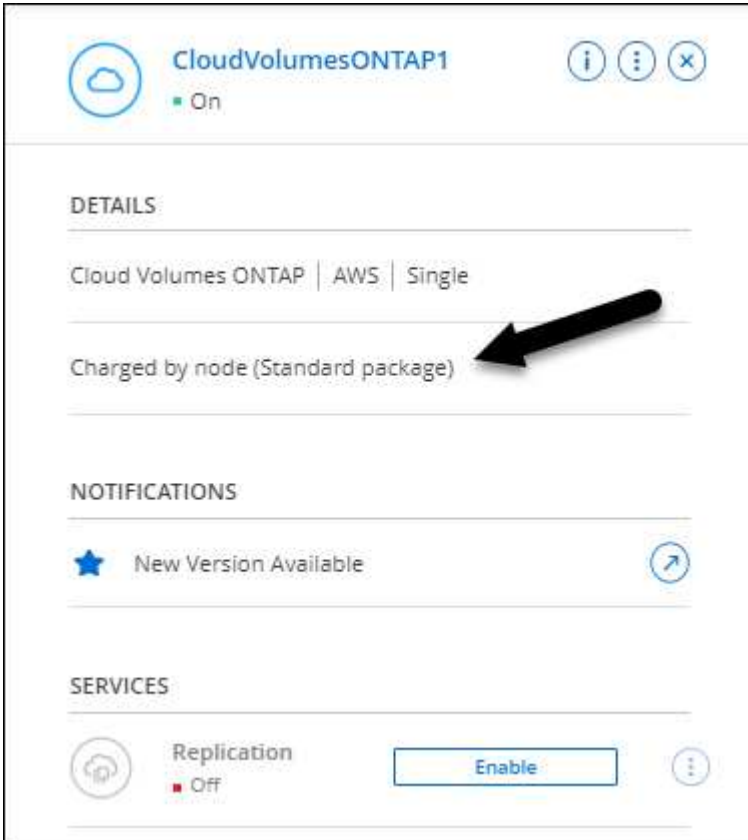 CloudVolumesONTAP1
On
DETAILS
Cloud Volumes ONTAP | AWS | Single
Charged by node (Standard package)
NOTIFICATIONS
New Version Available
SERVICES
Replication
Enable
Off